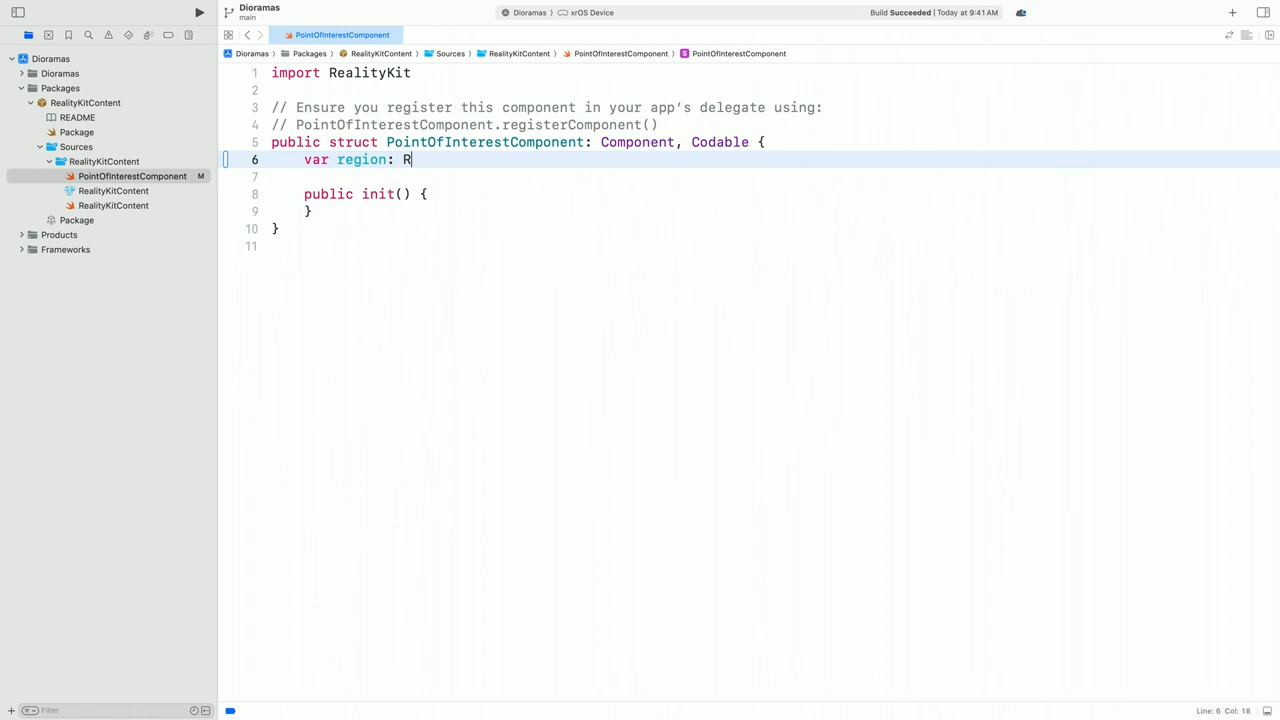 Dioramas
main
Dioramas 〉 xrOS Device
Build Succeeded | Today at 9:41 AM
PointOfInterestComponent
Dioramas 〉 Packages 〉 RealityKitContent 〉 Sources 〉 RealityKitContent 〉 PointOfInterestComponent 〉 S PointOfInterestComponent
Dioramas
Dioramas
Packages
RealityKitContent
README
Package
Sources
RealityKitContent
PointOfInterestComponent M
RealityKitContent
RealityKitContent
Package
Products
Frameworks
1 import RealityKit
2
3 // Ensure you register this component in your app’s delegate using:
4 // PointOfInterestComponent.registerComponent()
5 public struct PointOfInterestComponent: Component, Codable {
6 var region: R
7
8 public init() {
9 }
10 }
11
Filter
Line: 6 Col: 18